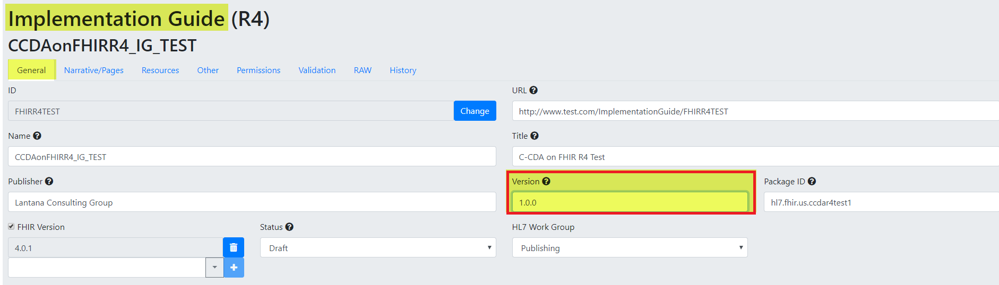 Implementation Guide (R4)
CCDAonFHIRR4_IG_TEST
General Narrative/Pages Resources Other Permissions Validation RAW History
ID URL
FHIRR4TEST Change http://www.test.com/ImplementationGuide/FHIRR4TEST
Name Title
CCDAonFHIRR4_IG_TEST C-CDA on FHIR R4 Test
Publisher Version Package ID
Lantana Consulting Group 1.0.0 hl7.fhir.us.ccdar4test1
FHIR Version Status HL7 Work Group
4.0.1 Draft Publishing